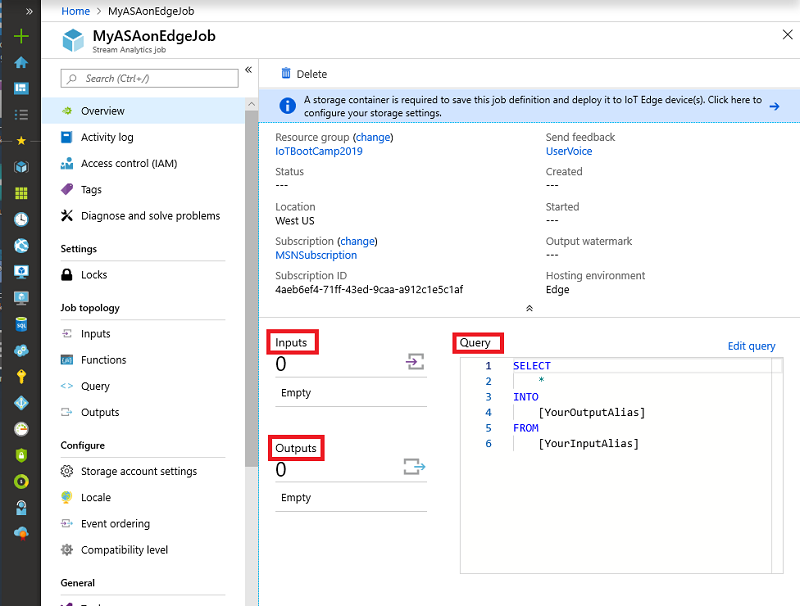 »
Home > MyASAonEdgeJob
MyASAonEdgeJob
Stream Analytics job
Search (Ctrl+/)
«
Overview
Activity log
Access control (IAM)
Tags
Diagnose and solve problems
Settings
Locks
Job topology
Inputs
Functions
Query
Outputs
Configure
Storage account settings
Locale
Event ordering
Compatibility level
General
Delete
A storage container is required to save this job definition and deploy it to IoT Edge device(s). Click here to
configure your storage settings.
Resource group (change)
IoTBootCamp2019
Status
---
Location
West US
Subscription (change)
MSNSubscription
Subscription ID
4aeb6ef4-71ff-43ed-9caa-a912c1e5c1af
Send feedback
UserVoice
Created
---
Started
---
Output watermark
---
Hosting environment
Edge
Inputs
0
Empty
Outputs
0
Empty
Query
Edit query
1 SELECT
2 *
3 INTO
4 [YourOutputAlias]
5 FROM
6 [YourInputAlias]
SQL